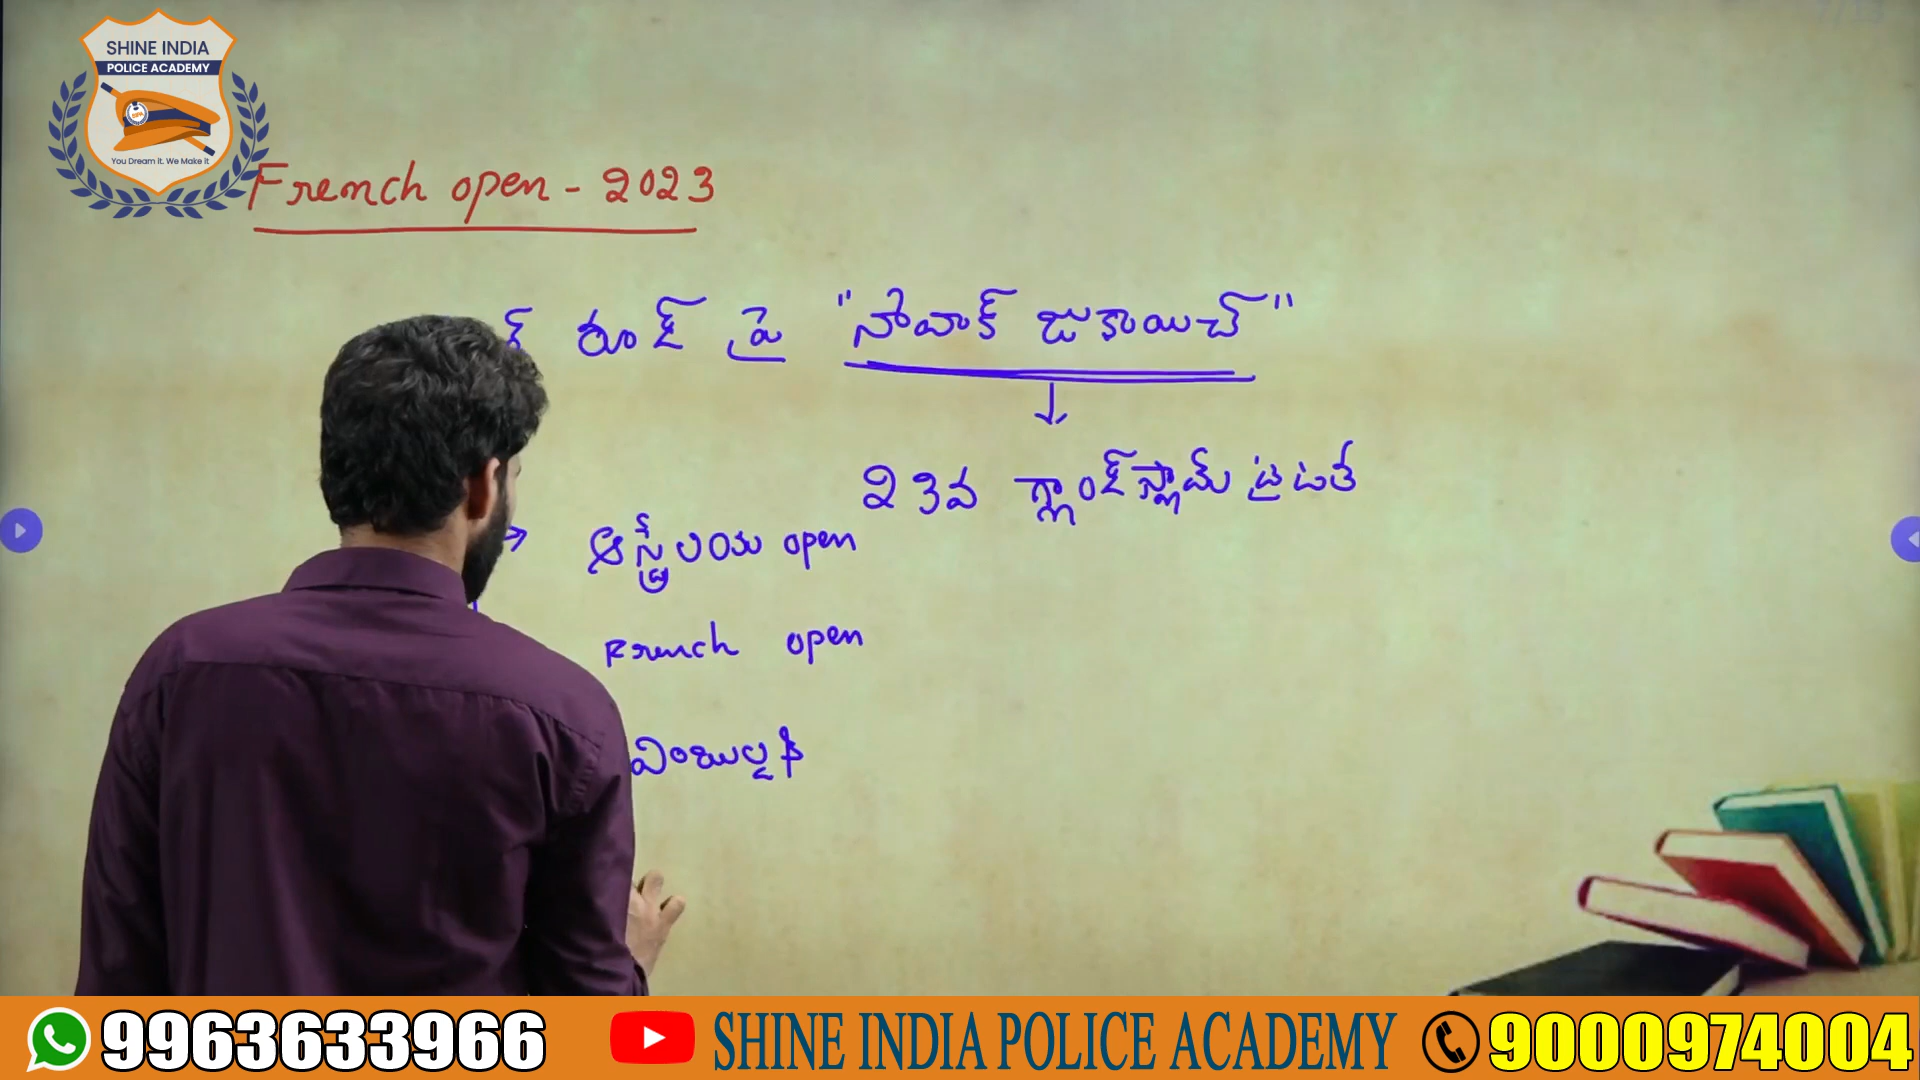 SHINE INDIA
POLICE ACADEMY
You Dream It. We Make It
French open - 2023
రూడ్ పై "నోవాక్ జుకోయిచ్"
23వ గ్లాండ్‌స్లామ్ టైటిల్
ఆస్ట్రేలియ open
French open
వింబుల్డన్
9963633966
SHINE INDIA POLICE ACADEMY
9000974004